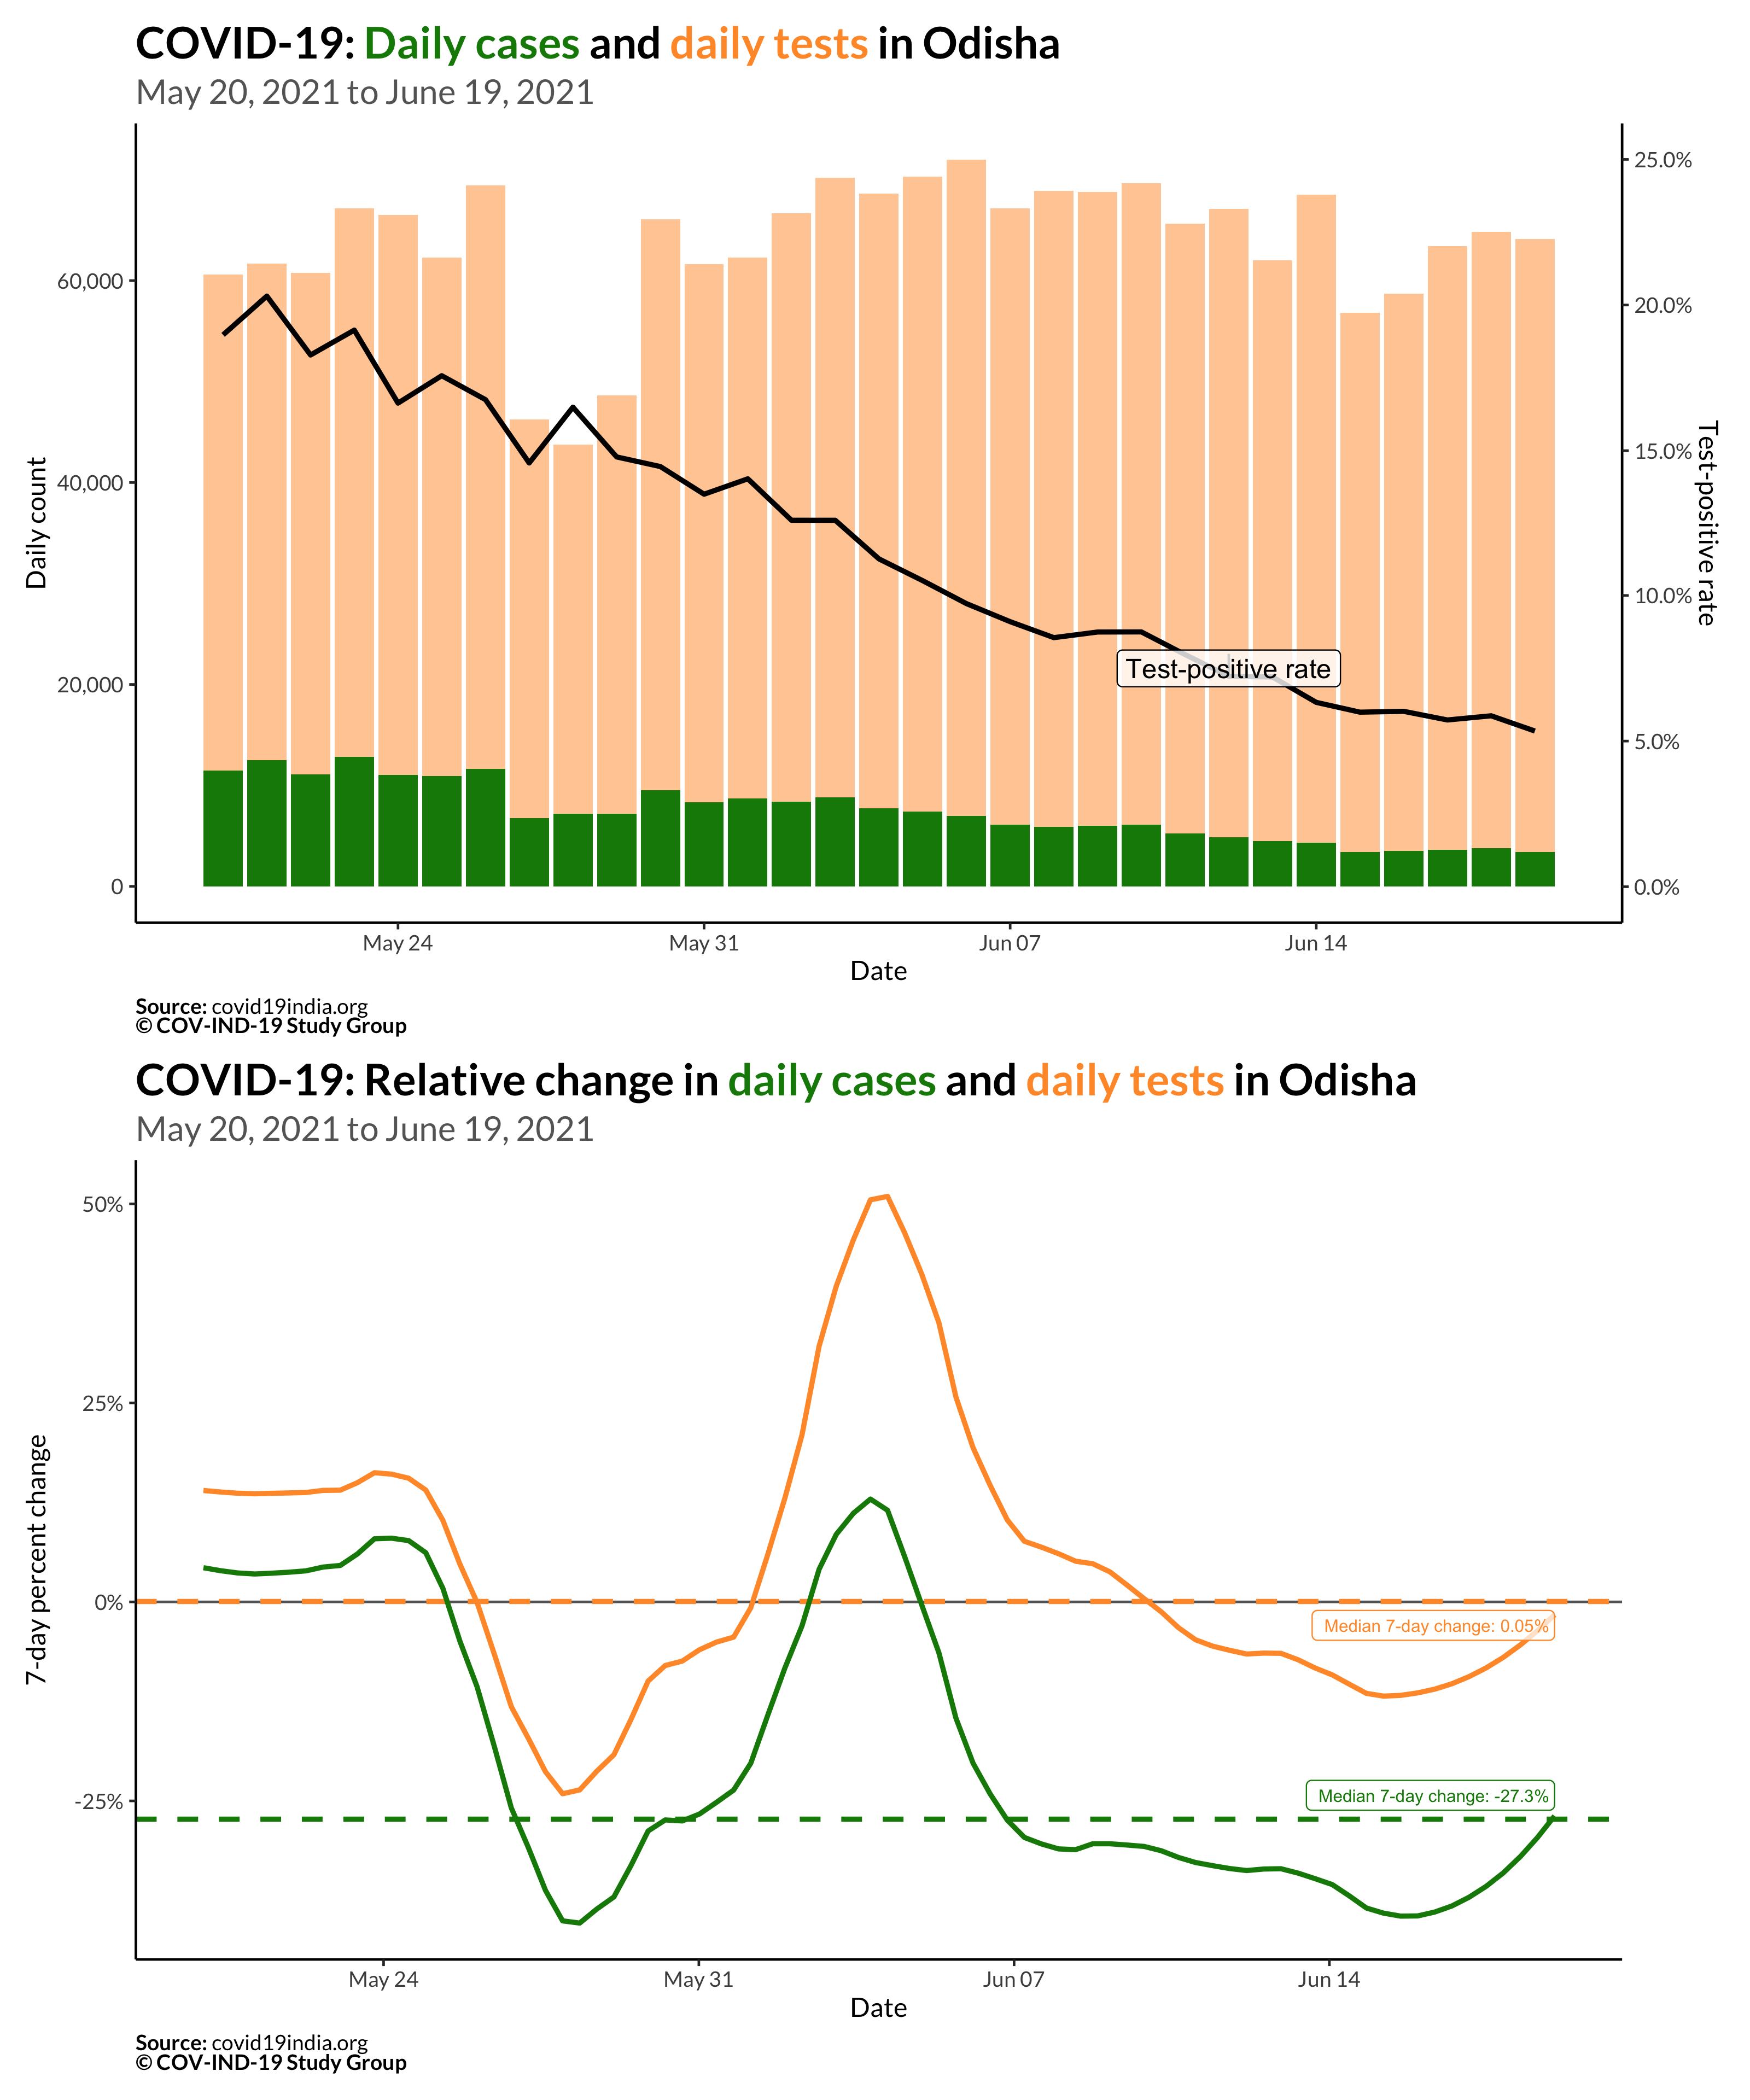 COVID-19: Daily cases and daily tests in Odisha
May 20, 2021 to June 19, 2021
25.0%
20.0%
15.0%
10.0%
5.0%
0.0%
60,000
40,000
20,000
0
Daily count
Test-positive rate
Test-positive rate
May 24
May 31
Jun 07
Jun 14
Date
Source: covid19india.org
© COV-IND-19 Study Group
COVID-19: Relative change in daily cases and daily tests in Odisha
May 20, 2021 to June 19, 2021
50%
25%
0%
-25%
7-day percent change
Median 7-day change: 0.05%
Median 7-day change: -27.3%
May 24
May 31
Jun 07
Jun 14
Date
Source: covid19india.org
© COV-IND-19 Study Group